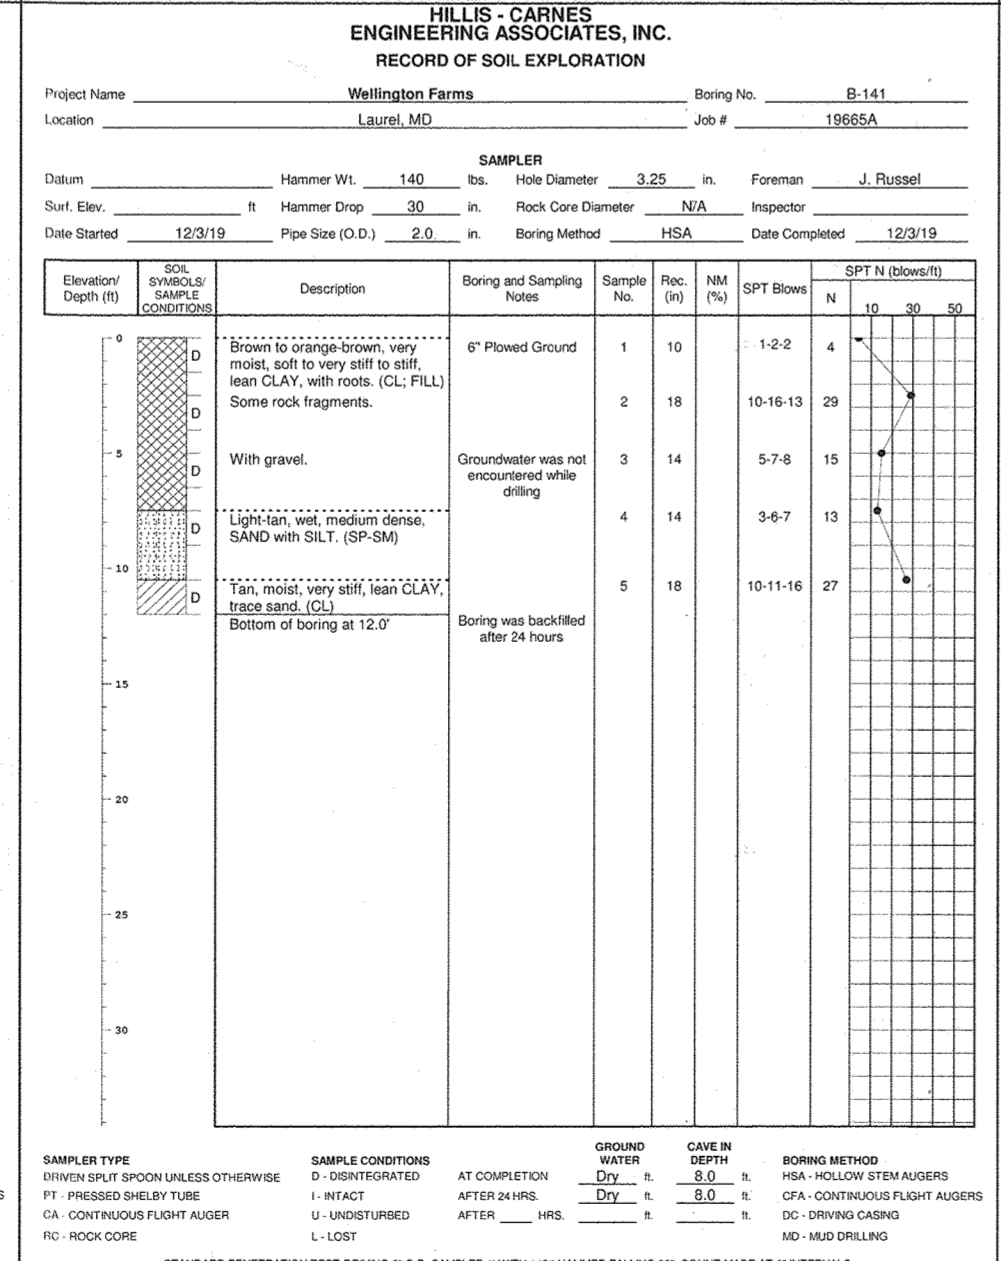 HILLIS - CARNES
ENGINEERING ASSOCIATES, INC.
RECORD OF SOIL EXPLORATION
Project Name Wellington Farms Boring No. B-141
Location Laurel, MD Job # 19665A
SAMPLER
Datum Hammer Wt. 140 lbs. Hole Diameter 3.25 in. Foreman J. Russel
Surf. Elev. ft Hammer Drop 30 in. Rock Core Diameter N/A Inspector
Date Started 12/3/19 Pipe Size (O.D.) 2.0 in. Boring Method HSA Date Completed 12/3/19
Elevation/
Depth (ft)
SOIL
SYMBOLS/
SAMPLE
CONDITIONS
Description
Boring and Sampling
Notes
Sample
No.
Rec.
(in)
NM
(%)
SPT Blows
SPT N (blows/ft)
N
10 30 50
0
D Brown to orange-brown, very 6" Plowed Ground 1 10 1-2-2 4
moist, soft to very stiff to stiff,
lean CLAY, with roots. (CL; FILL)
D Some rock fragments. 2 18 10-16-13 29
5
D With gravel. Groundwater was not 3 14 5-7-8 15
encountered while
drilling
D Light-tan, wet, medium dense, 4 14 3-6-7 13
SAND with SILT. (SP-SM)
10
D Tan, moist, very stiff, lean CLAY, 5 18 10-11-16 27
trace sand. (CL)
Bottom of boring at 12.0' Boring was backfilled
after 24 hours
15
20
25
30
GROUND CAVE IN
WATER DEPTH
SAMPLER TYPE SAMPLE CONDITIONS BORING METHOD
DRIVEN SPLIT SPOON UNLESS OTHERWISE D - DISINTEGRATED AT COMPLETION Dry ft. 8.0 ft. HSA - HOLLOW STEM AUGERS
PT - PRESSED SHELBY TUBE I - INTACT AFTER 24 HRS. Dry ft. 8.0 ft. CFA - CONTINUOUS FLIGHT AUGERS
CA - CONTINUOUS FLIGHT AUGER U - UNDISTURBED AFTER HRS. ft. ft. DC - DRIVING CASING
RC - ROCK CORE L - LOST MD - MUD DRILLING